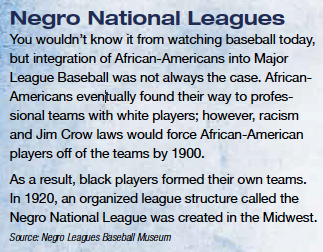 Negro National Leagues
You wouldn't know it from watching baseball today,
but integration of African-Americans into Major
League Baseball was not always the case. African-
Americans eventually found their way to profes-
sional teams with white players; however, racism
and Jim Crow laws would force African-American
players off of the teams by 1900.
As a result, black players formed their own teams.
In 1920, an organized league structure called the
Negro National League was created in the Midwest.
Source: Negro Leagues Baseball Museum